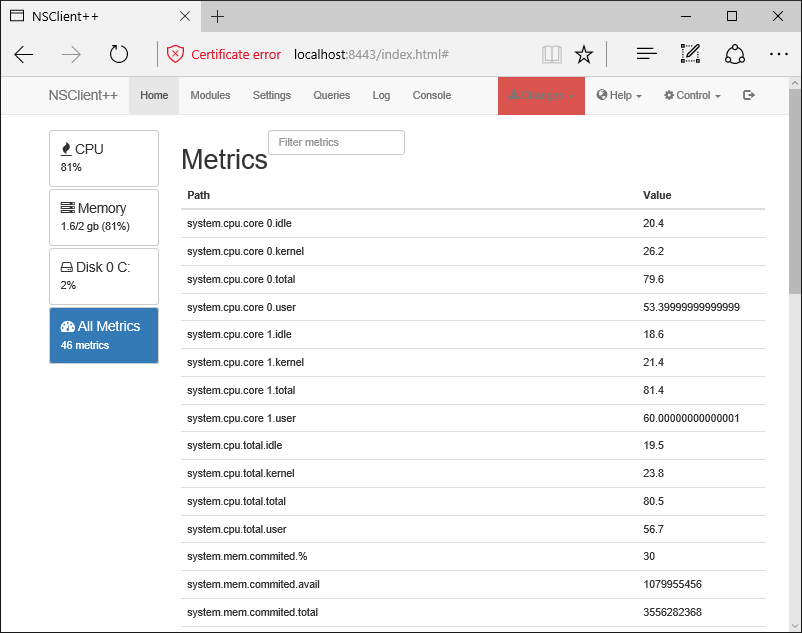 NSClient++
Certificate error localhost:8443/index.html#
NSClient++ Home Modules Settings Queries Log Console Changes Help Control
CPU
81%
Memory
1.6/2 gb (81%)
Disk 0 C:
2%
All Metrics
46 metrics
Metrics Filter metrics
Path Value
system.cpu.core 0.idle 20.4
system.cpu.core 0.kernel 26.2
system.cpu.core 0.total 79.6
system.cpu.core 0.user 53.39999999999999
system.cpu.core 1.idle 18.6
system.cpu.core 1.kernel 21.4
system.cpu.core 1.total 81.4
system.cpu.core 1.user 60.00000000000001
system.cpu.total.idle 19.5
system.cpu.total.kernel 23.8
system.cpu.total.total 80.5
system.cpu.total.user 56.7
system.mem.commited.% 30
system.mem.commited.avail 1079955456
system.mem.commited.total 3556282368